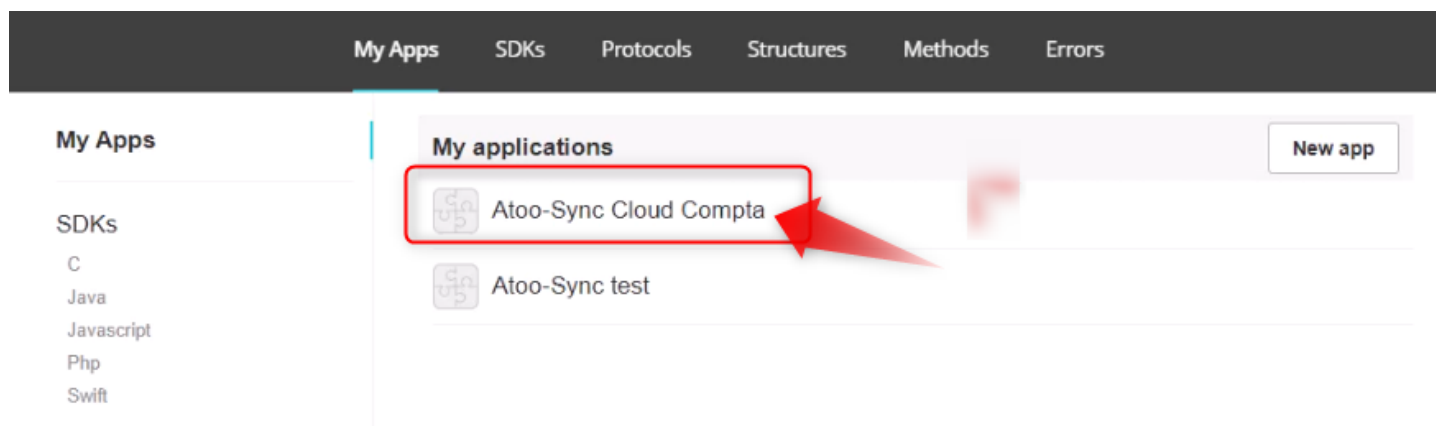 My Apps SDKs Protocols Structures Methods Errors
My Apps
SDKs
C
Java
Javascript
Php
Swift
My applications
New app
Atoo-Sync Cloud Compta
Atoo-Sync test